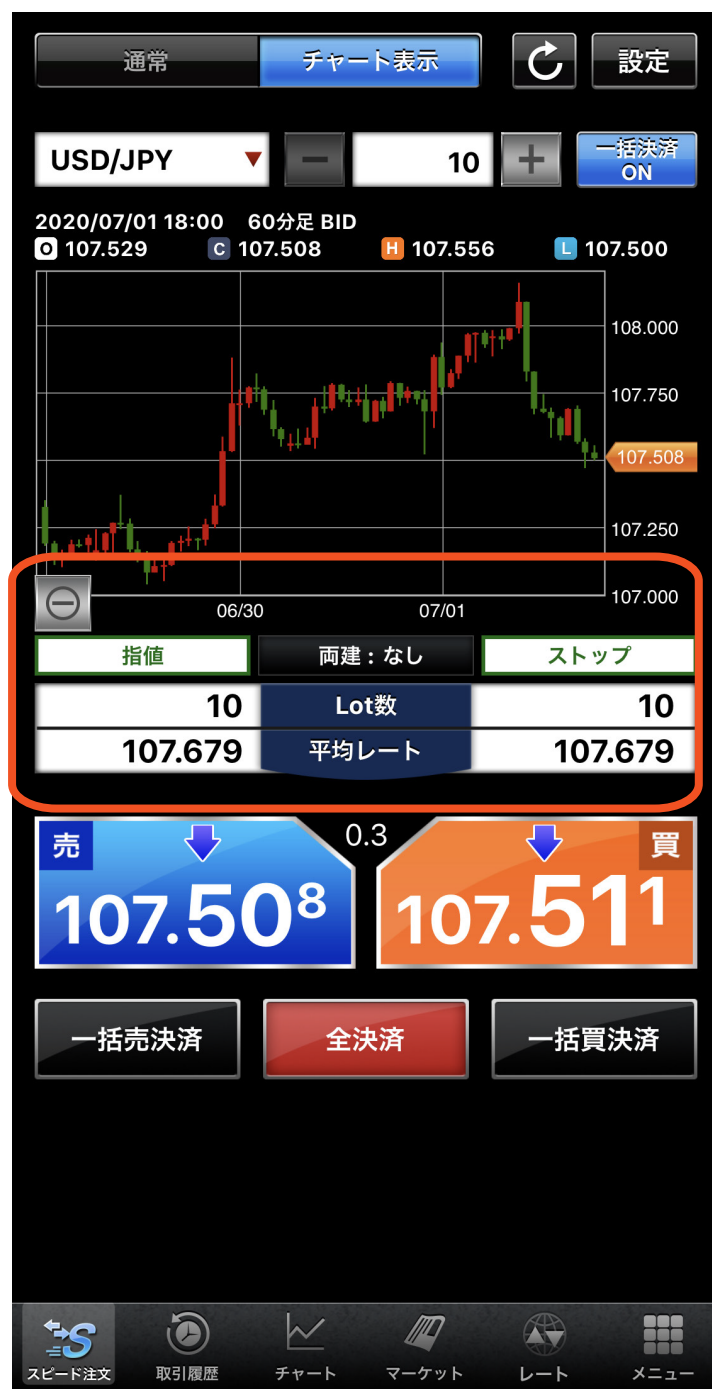 通常 チャート表示 設定
USD/JPY ▼ − 10 + 一括決済 ON
2020/07/01 18:00 60分足 BID
O 107.529 C 107.508 H 107.556 L 107.500
108.000
107.750
107.508
107.250
107.000
06/30 07/01
指値 両建:なし ストップ
10 Lot数 10
107.679 平均レート 107.679
売 0.3 買
107.508 107.511
一括売決済 全決済 一括買決済
S
スピード注文 取引履歴 チャート マーケット レート メニュー